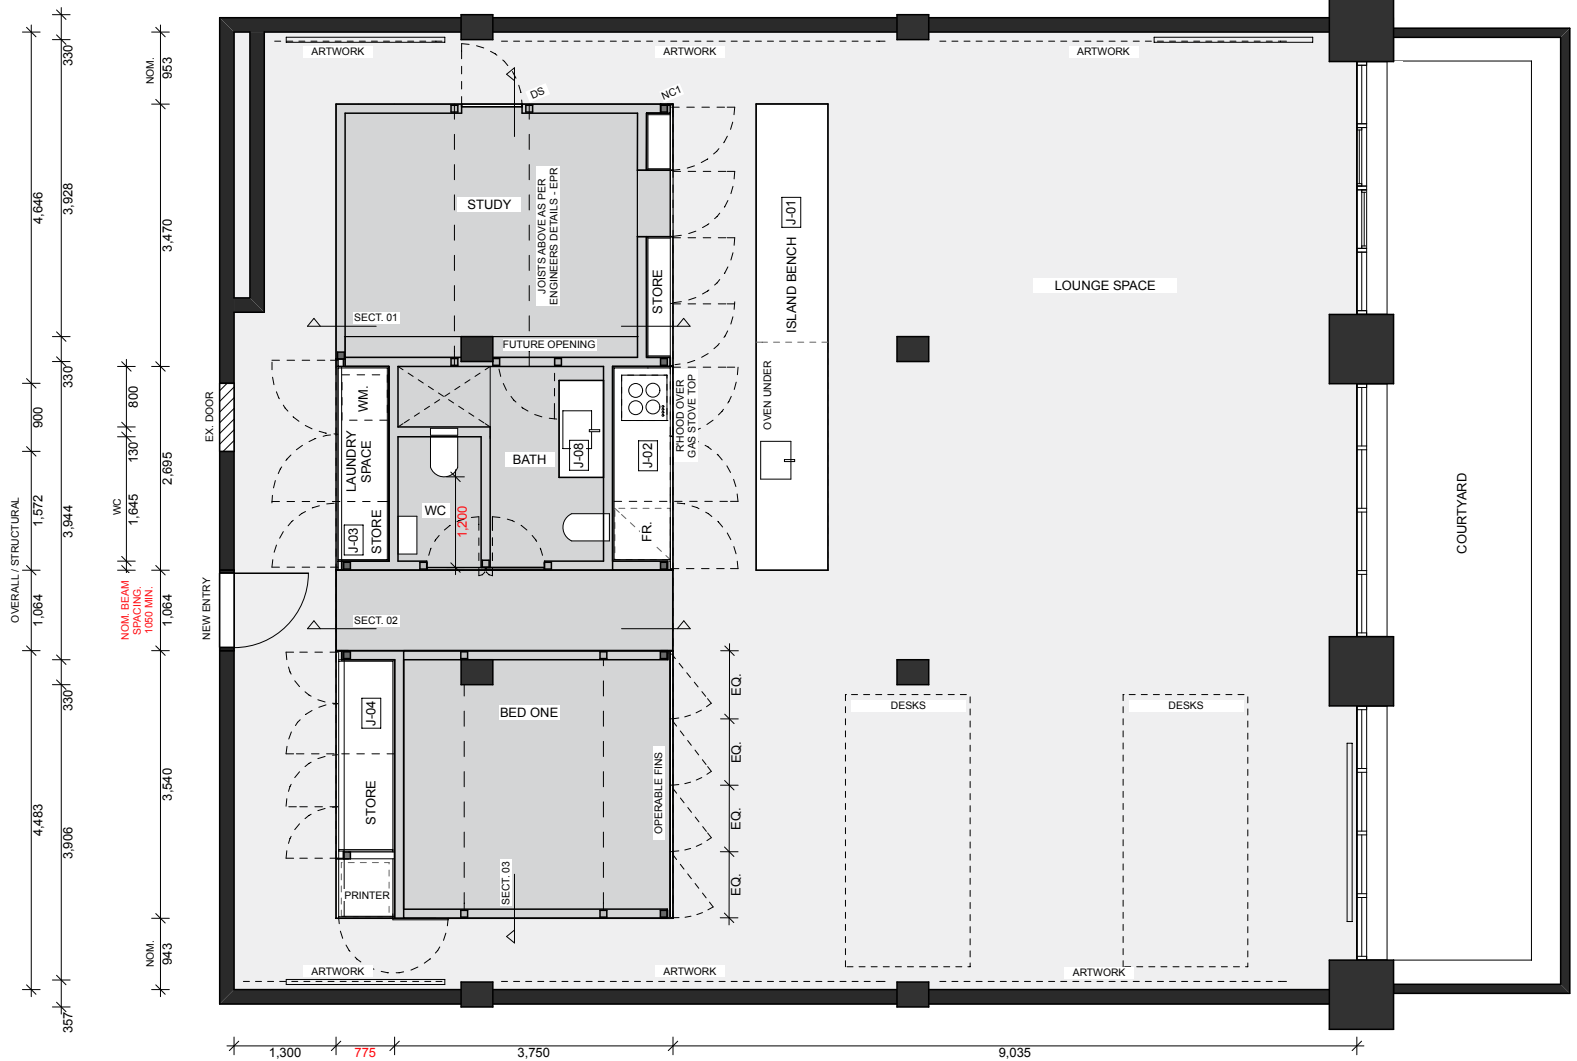 ARTWORK
ARTWORK
ARTWORK
DS
NC1
STUDY
JOISTS ABOVE AS PER
ENGINEERS DETAILS - EPR
STORE
ISLAND BENCH
J-01
LOUNGE SPACE
SECT. 01
FUTURE OPENING
OVEN UNDER
R'HOOD OVER
GAS STOVE TOP
WM.
LAUNDRY
SPACE
J-03
STORE
WC
BATH
J-08
J-02
FR.
1,200
EX. DOOR
NEW ENTRY
COURTYARD
SECT. 02
BED ONE
J-04
STORE
PRINTER
SECT. 03
OPERABLE FINS
EQ.
EQ.
EQ.
EQ.
DESKS
DESKS
ARTWORK
ARTWORK
ARTWORK
OVERALL / STRUCTURAL
4,646
900
1,572
1,064
4,483
330
3,928
330
3,944
330
3,906
357
WC
800
130
1,645
NOM. BEAM
SPACING.
1050 MIN.
NOM.
953
3,470
2,695
1,064
3,540
NOM.
943
1,300
775
3,750
9,035